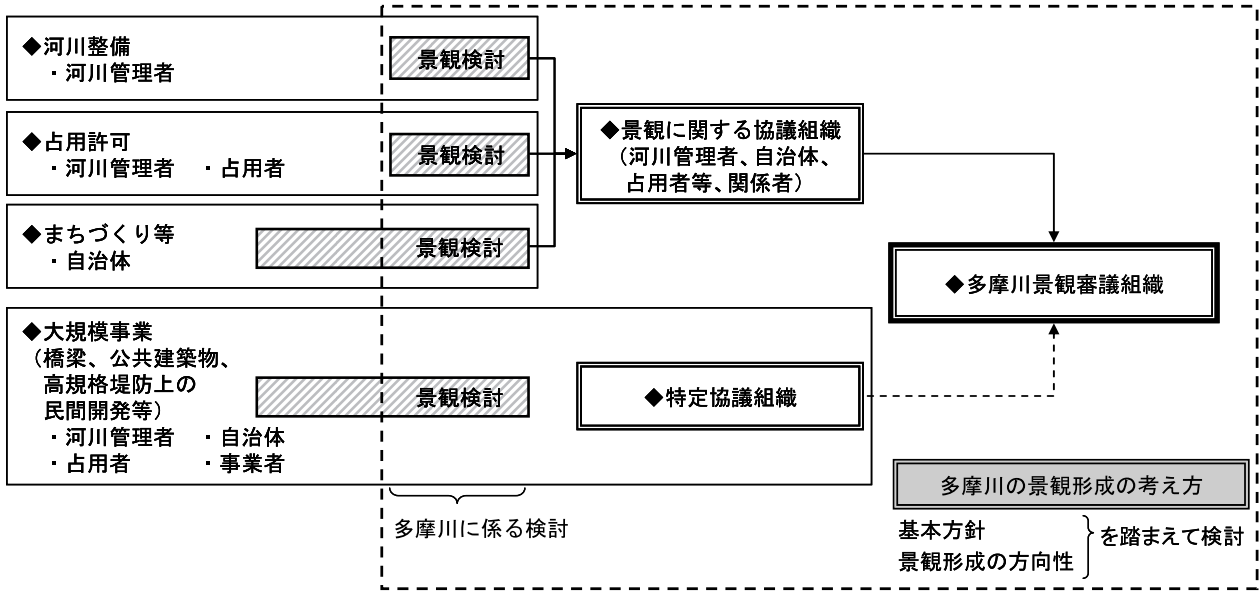 ◆河川整備
・河川管理者
景観検討
◆占用許可
・河川管理者 ・占用者
景観検討
◆まちづくり等
・自治体
景観検討
◆景観に関する協議組織
（河川管理者、自治体、
占用者等、関係者）
◆多摩川景観審議組織
◆大規模事業
（橋梁、公共建築物、
高規格堤防上の
民間開発等）
・河川管理者 ・自治体
・占用者 ・事業者
景観検討
◆特定協議組織
多摩川に係る検討
多摩川の景観形成の考え方
基本方針
景観形成の方向性
を踏まえて検討